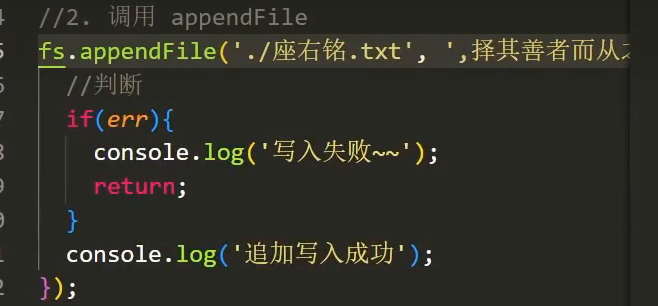 //2. 调用 appendFile
fs.appendFile('./座右铭.txt', ',择其善者而从
//判断
if(err){
console.log('写入失败~~');
return;
}
console.log('追加写入成功');
});